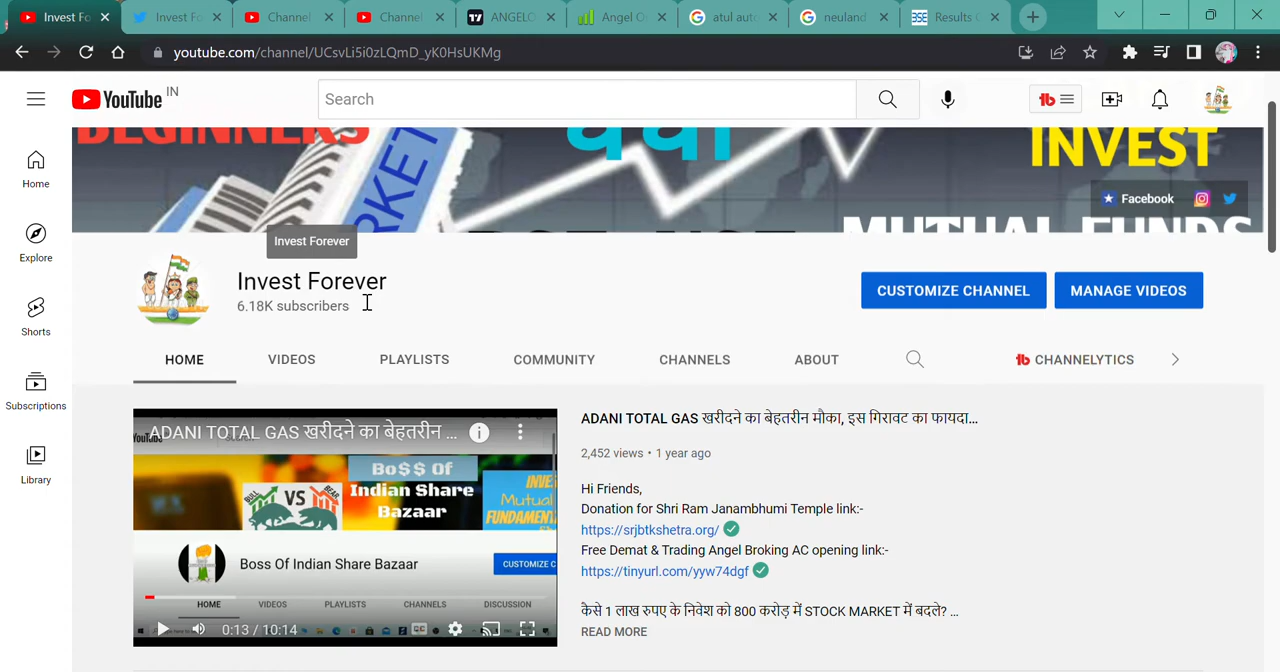 Invest Fo
Invest Fo
Channel
Channel
ANGELO
Angel O
atul auto
neuland
Results
youtube.com/channel/UCsvLi5i0zLQmD_yK0HsUKMg
YouTube IN
Search
Home
Explore
Shorts
Subscriptions
Library
BEGINNERS
MARKET
INVEST
Facebook
MUTUAL FUNDS
Invest Forever
Invest Forever
6.18K subscribers
CUSTOMIZE CHANNEL
MANAGE VIDEOS
HOME
VIDEOS
PLAYLISTS
COMMUNITY
CHANNELS
ABOUT
CHANNELYTICS
ADANI TOTAL GAS खरीदने का बेहतरीन ...
Bo$$ Of
Indian Share
Bazaar
BULL VS BEAR
INVE
Mutual
FUNDAMENT
Boss Of Indian Share Bazaar
CUSTOMIZE C
HOME
VIDEOS
PLAYLISTS
CHANNELS
DISCUSSION
0:13 / 10:14
ADANI TOTAL GAS खरीदने का बेहतरीन मौका, इस गिरावट का फायदा...
2,452 views • 1 year ago
Hi Friends,
Donation for Shri Ram Janambhumi Temple link:-
https://srjbtkshetra.org/
Free Demat & Trading Angel Broking AC opening link:-
https://tinyurl.com/yyw74dgf
केसे 1 लाख रुपए के निवेश को 800 करोड़ में STOCK MARKET में बदले? ...
READ MORE